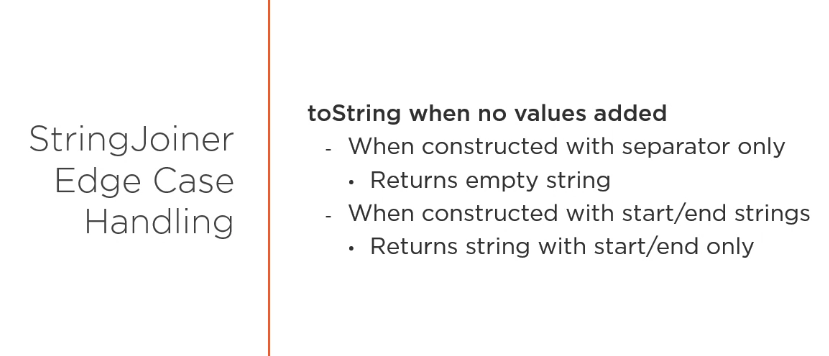 StringJoiner
Edge Case
Handling
toString when no values added
- When constructed with separator only
• Returns empty string
- When constructed with start/end strings
• Returns string with start/end only